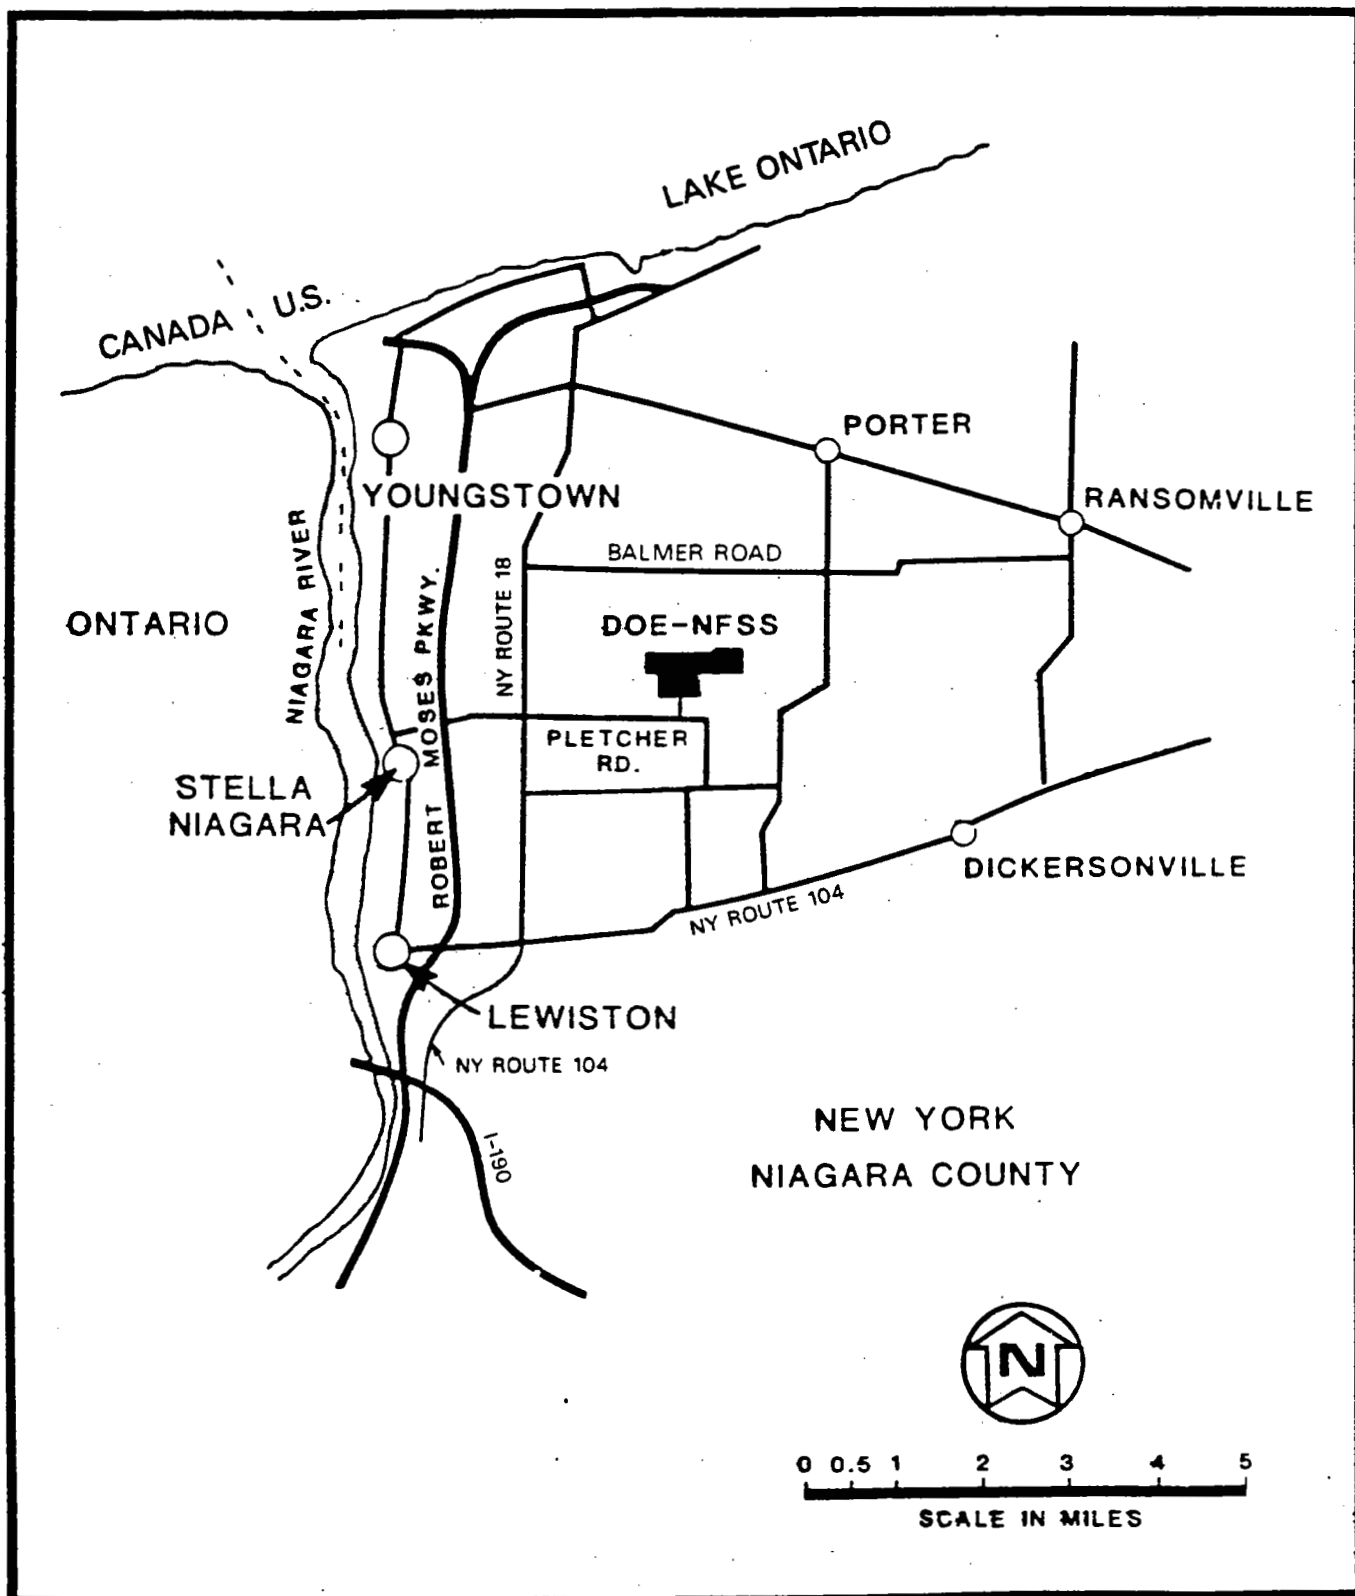 LAKE ONTARIO
CANADA
U.S.
PORTER
YOUNGSTOWN
RANSOMVILLE
BALMER ROAD
NIAGARA RIVER
ONTARIO
ROBERT MOSES PKWY.
NY ROUTE 18
DOE-NFSS
PLETCHER
RD.
STELLA
NIAGARA
DICKERSONVILLE
NY ROUTE 104
LEWISTON
NY ROUTE 104
I-190
NEW YORK
NIAGARA COUNTY
N
0 0.5 1 2 3 4 5
SCALE IN MILES